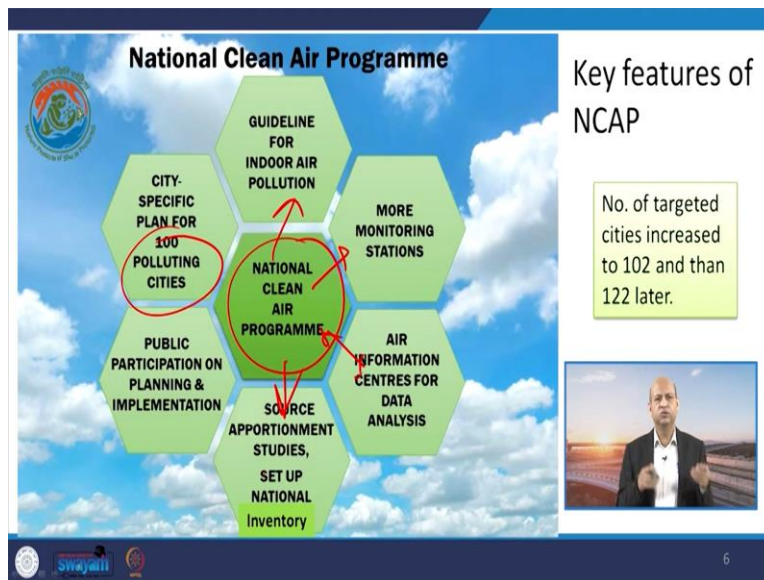 National Clean Air Programme
Key features of
NCAP
GUIDELINE
FOR
INDOOR AIR
POLLUTION
CITY-
SPECIFIC
PLAN FOR
100
POLLUTING
CITIES
MORE
MONITORING
STATIONS
NATIONAL
CLEAN
AIR
PROGRAMME
PUBLIC
PARTICIPATION ON
PLANNING &
IMPLEMENTATION
AIR
INFORMATION
CENTRES FOR
DATA
ANALYSIS
SOURCE
APPORTIONMENT
STUDIES,
SET UP
NATIONAL
Inventory
No. of targeted
cities increased
to 102 and than
122 later.
swayam
6